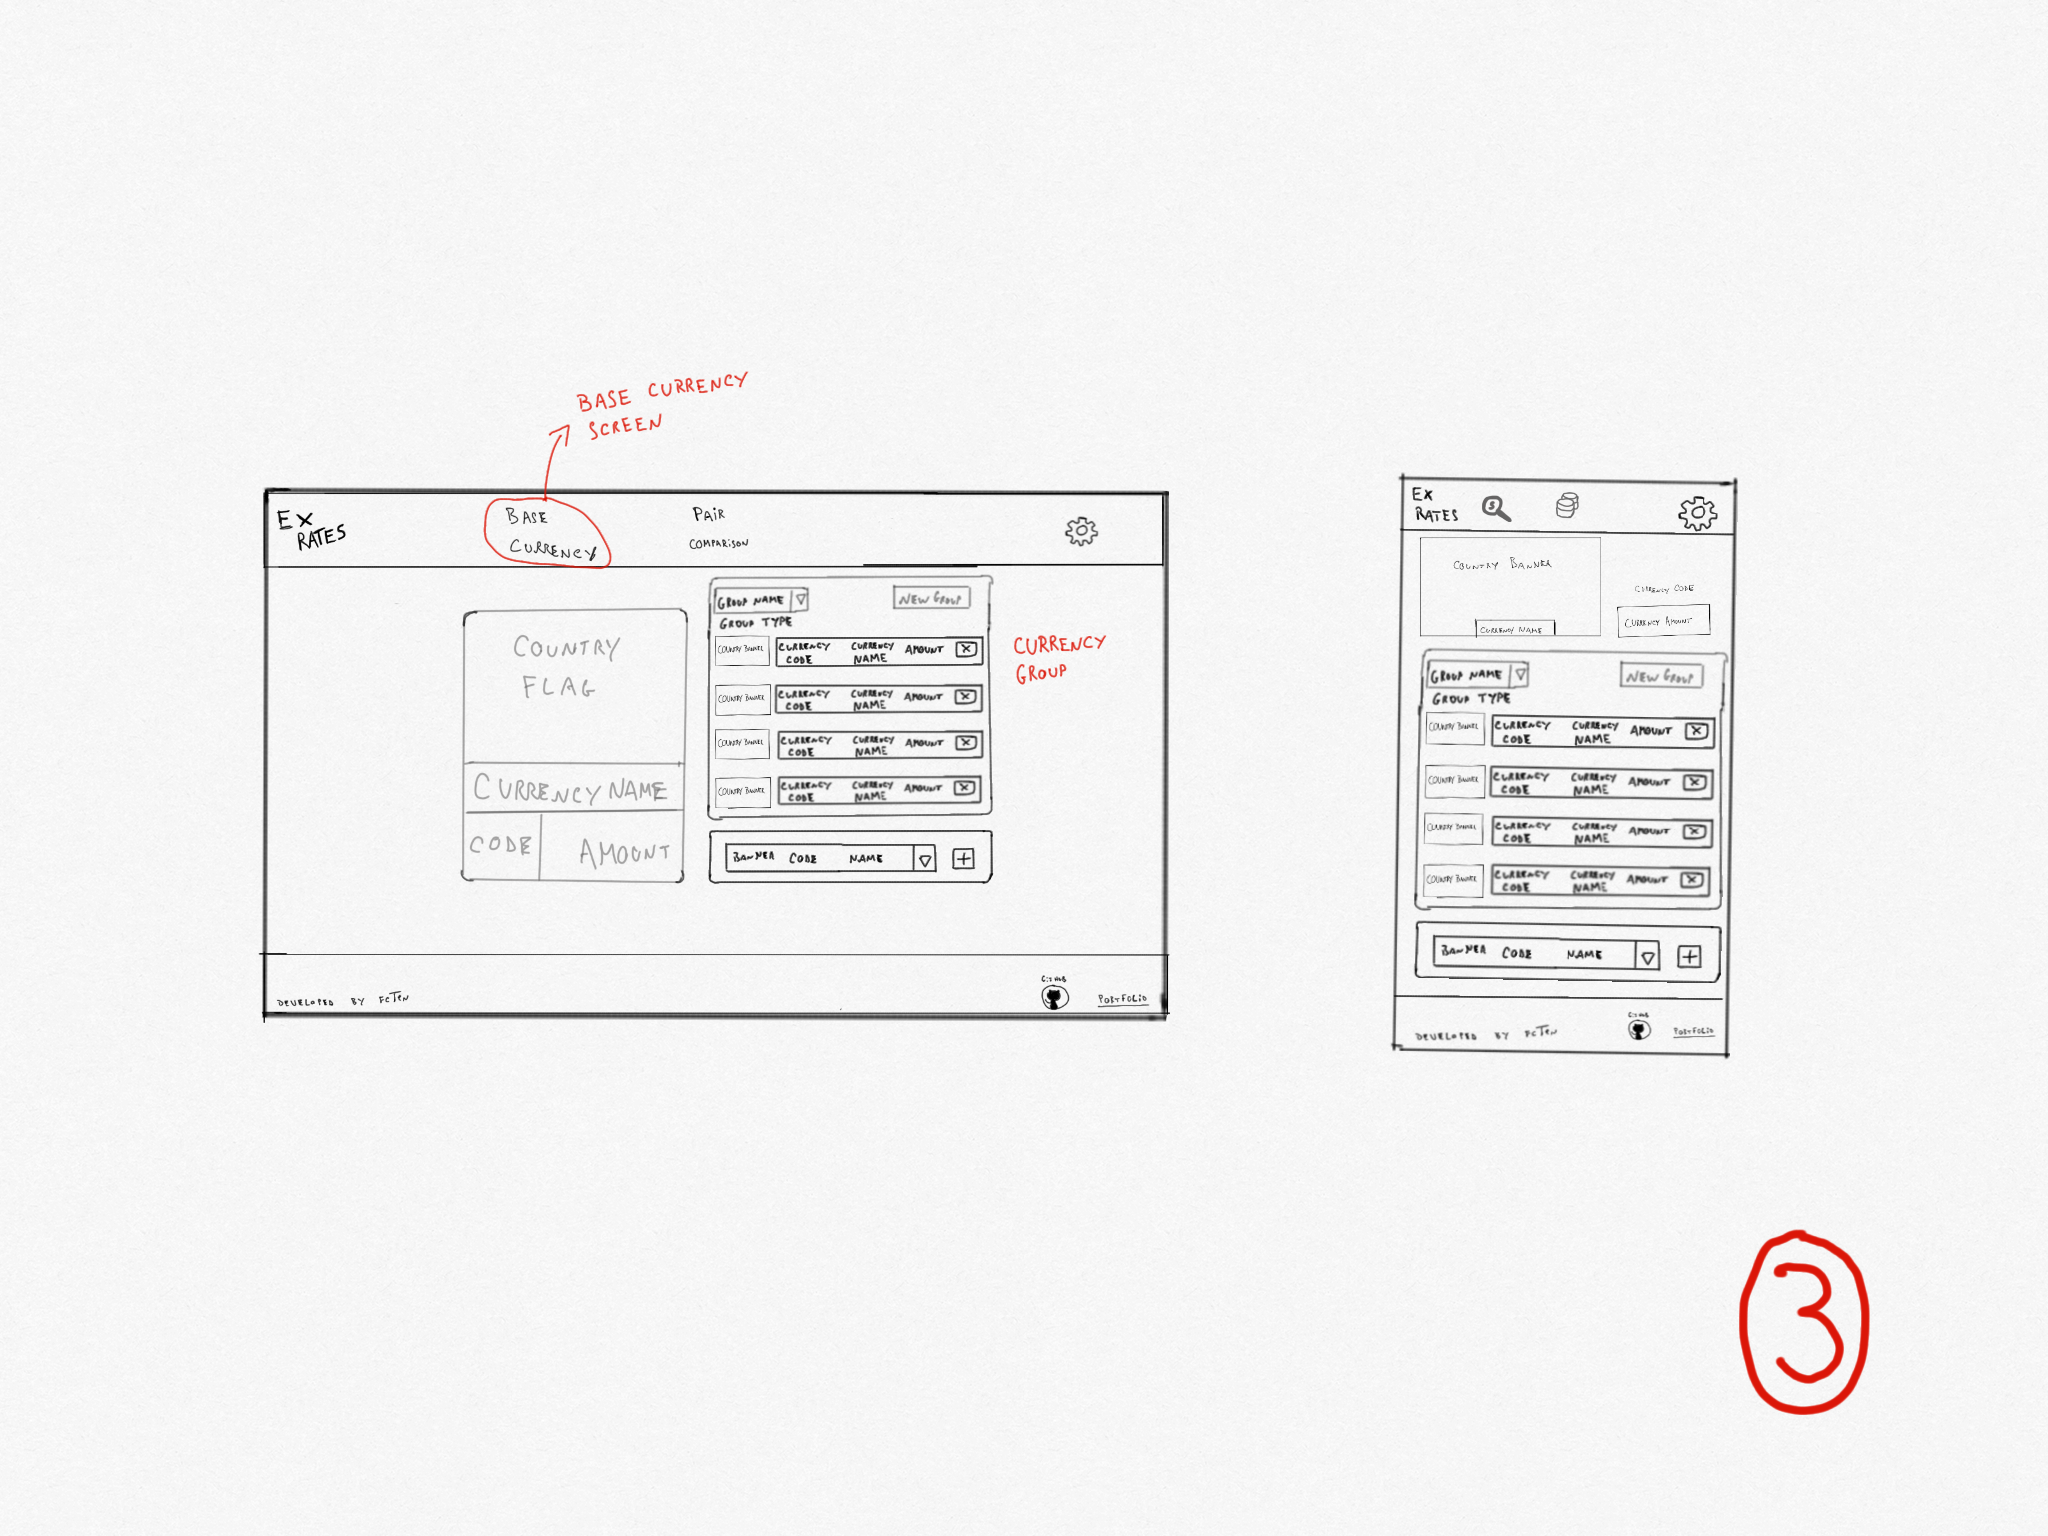 BASE CURRENCY
SCREEN
EX
RATES
BASE
CURRENCY
PAIR
COMPARISON
COUNTRY
FLAG
CURRENCY NAME
CODE
AMOUNT
GROUP NAME
NEW GROUP
GROUP TYPE
COUNTRY BANNER CURRENCY CODE CURRENCY NAME AMOUNT X
COUNTRY BANNER CURRENCY CODE CURRENCY NAME AMOUNT X
COUNTRY BANNER CURRENCY CODE CURRENCY NAME AMOUNT X
COUNTRY BANNER CURRENCY CODE CURRENCY NAME AMOUNT X
BANNER CODE NAME +
CURRENCY
GROUP
DEVELOPED BY FCTEN
GITHUB
PORTFOLIO
EX
RATES
$
COUNTRY BANNER
CURRENCY NAME
CURRENCY CODE
CURRENCY AMOUNT
GROUP NAME
NEW GROUP
GROUP TYPE
COUNTRY BANNER CURRENCY CODE CURRENCY NAME AMOUNT X
COUNTRY BANNER CURRENCY CODE CURRENCY NAME AMOUNT X
COUNTRY BANNER CURRENCY CODE CURRENCY NAME AMOUNT X
COUNTRY BANNER CURRENCY CODE CURRENCY NAME AMOUNT X
BANNER CODE NAME +
DEVELOPED BY FCTEN
GITHUB
PORTFOLIO
3